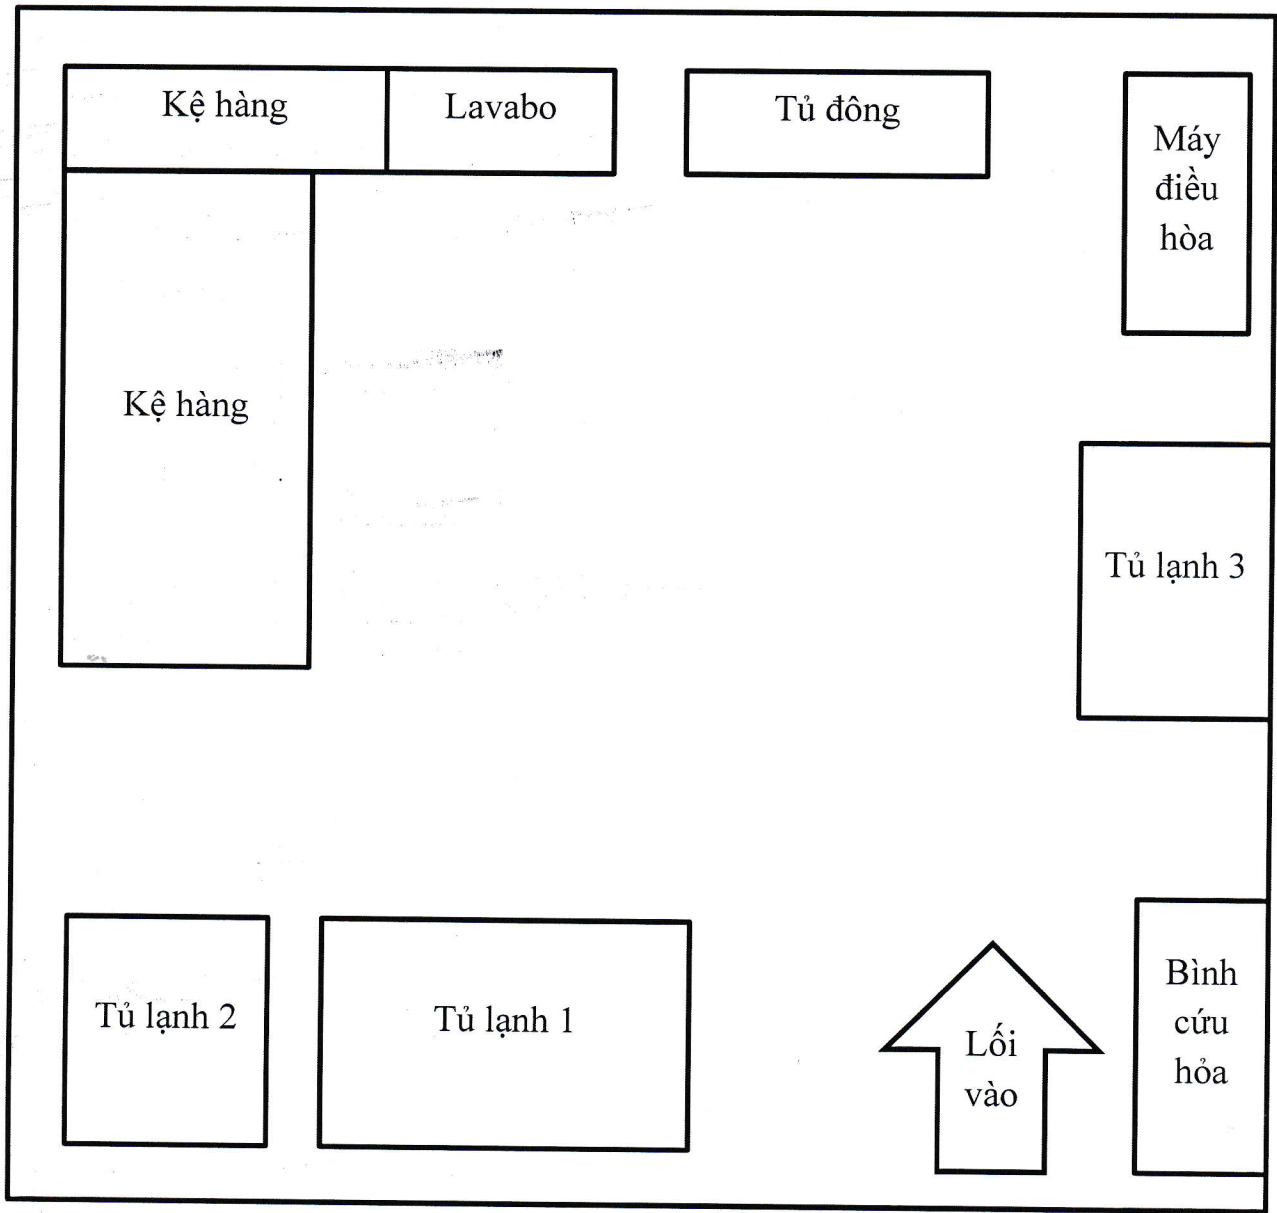 Kệ hàng
Lavabo
Tủ đông
Máy
điều
hòa
Kệ hàng
Tủ lạnh 3
Tủ lạnh 2
Tủ lạnh 1
Lối
vào
Bình
cứu
hỏa